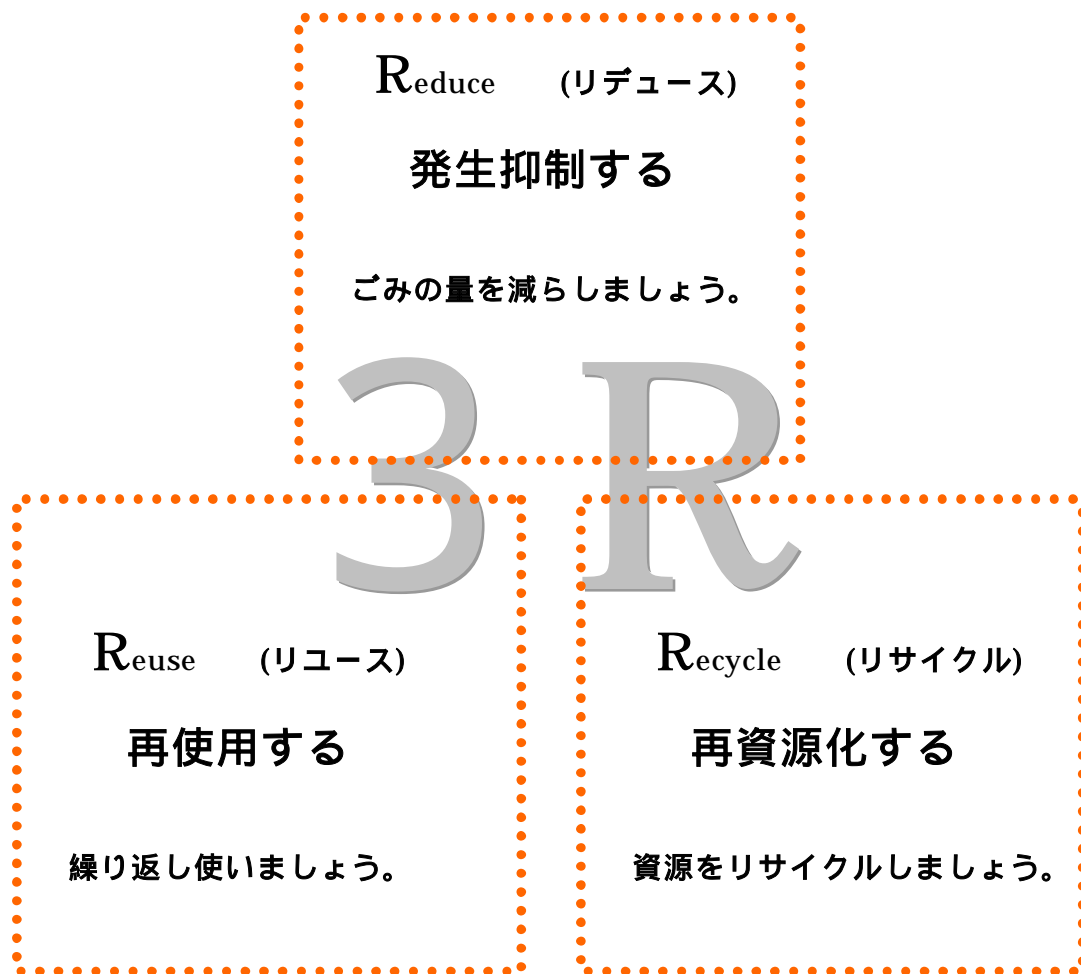 Reduce (リデュース)
発生抑制する
ごみの量を減らしましょう。
3R
Reuse (リユース)
再使用する
繰り返し使いましょう。
Recycle (リサイクル)
再資源化する
資源をリサイクルしましょう。